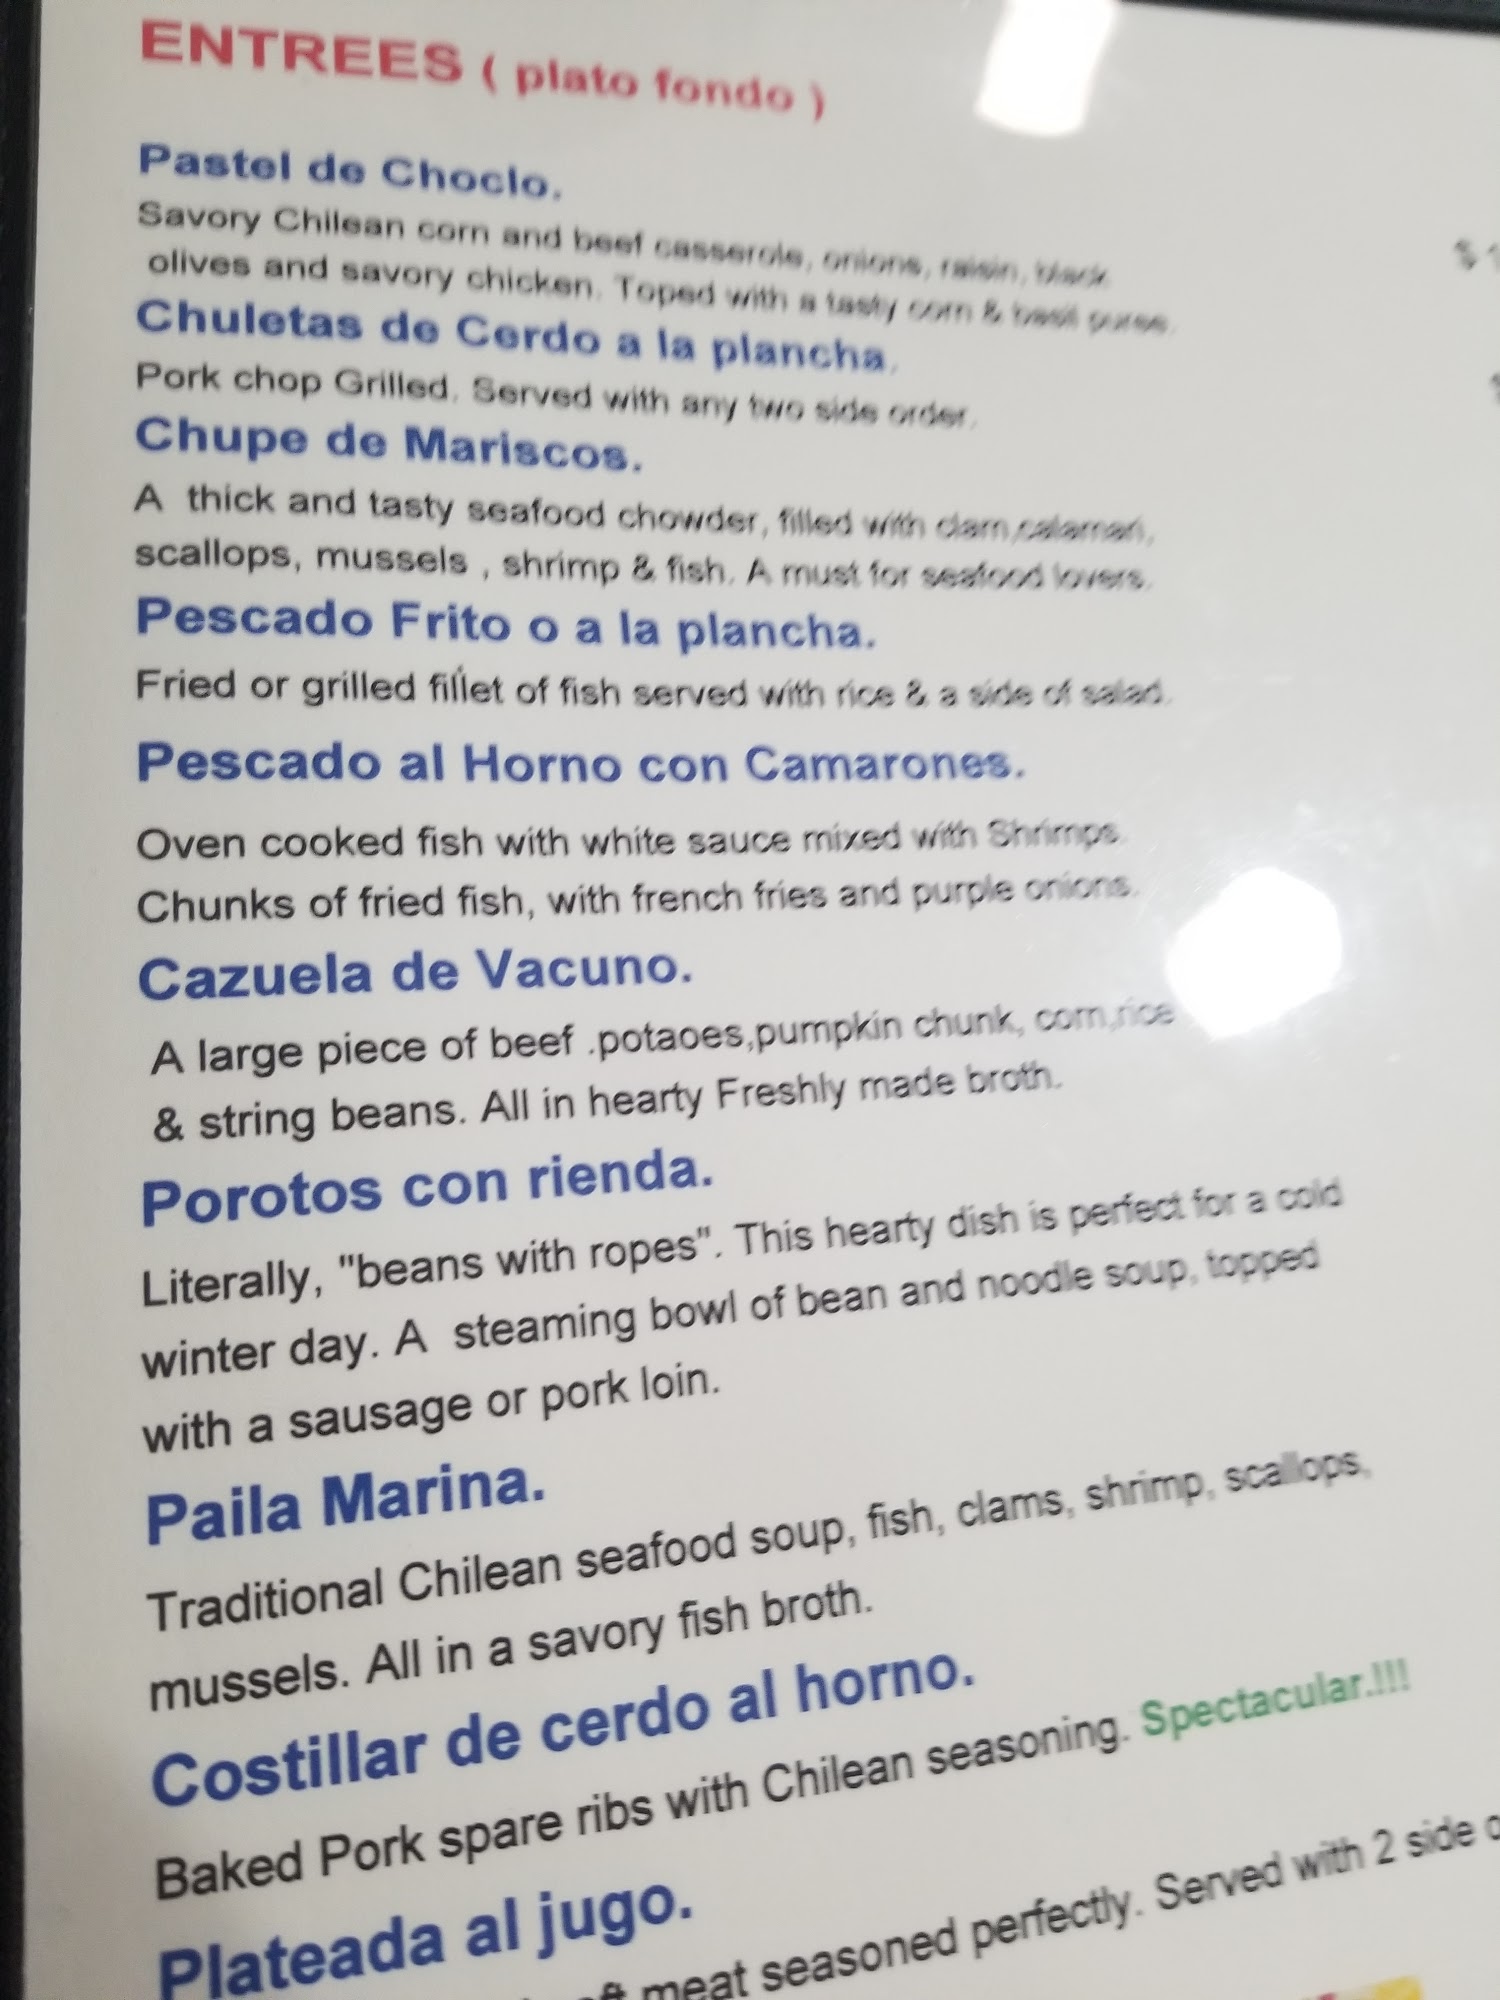 ENTREES ( plato fondo )
Pastel de Choclo.
Savory Chilean corn and beef casserole, onions, raisin, black
olives and savory chicken. Toped with a tasty corn & basil puree.
$ 1
Chuletas de Cerdo a la plancha.
Pork chop Grilled. Served with any two side order.
Chupe de Mariscos.
A thick and tasty seafood chowder, filled with clam,calamari,
scallops, mussels , shrimp & fish. A must for seafood lovers.
Pescado Frito o a la plancha.
Fried or grilled fillet of fish served with rice & a side of salad.
Pescado al Horno con Camarones.
Oven cooked fish with white sauce mixed with Shrimps.
Chunks of fried fish, with french fries and purple onions.
Cazuela de Vacuno.
A large piece of beef .potaoes,pumpkin chunk, corn,rice
& string beans. All in hearty Freshly made broth.
Porotos con rienda.
Literally, "beans with ropes". This hearty dish is perfect for a cold
winter day. A steaming bowl of bean and noodle soup, topped
with a sausage or pork loin.
Paila Marina.
Traditional Chilean seafood soup, fish, clams, shrimp, scallops,
mussels. All in a savory fish broth.
Costillar de cerdo al horno.
Baked Pork spare ribs with Chilean seasoning. Spectacular.!!!
Plateada al jugo.
meat seasoned perfectly. Served with 2 side